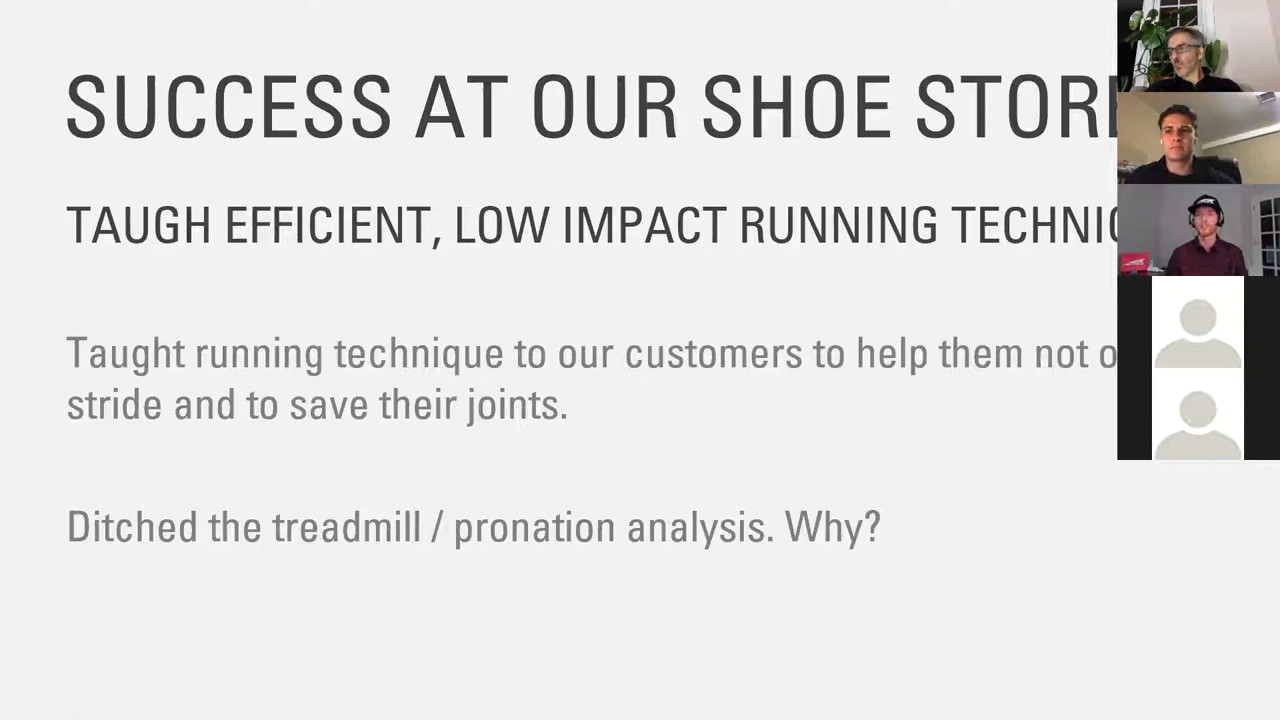 SUCCESS AT OUR SHOE STOR
TAUGH EFFICIENT, LOW IMPACT RUNNING TECHNI
Taught running technique to our customers to help them not o
stride and to save their joints.
Ditched the treadmill / pronation analysis. Why?